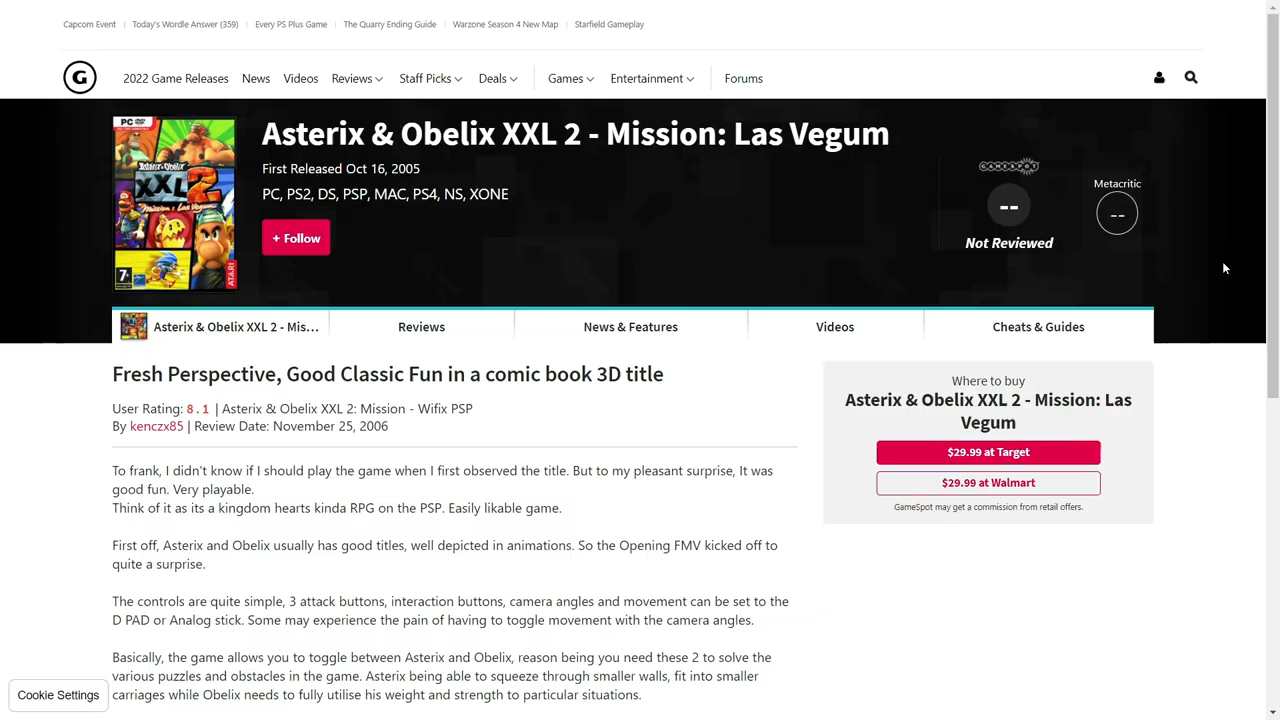 Capcom Event
Today's Wordle Answer (359)
Every PS Plus Game
The Quarry Ending Guide
Warzone Season 4 New Map
Starfield Gameplay
G
2022 Game Releases
News
Videos
Reviews
Staff Picks
Deals
Games
Entertainment
Forums
PC
Asterix & Obelix
XXL 2
Mission: Las Vegum
7+
ATARI
Asterix & Obelix XXL 2 - Mission: Las Vegum
First Released Oct 16, 2005
PC, PS2, DS, PSP, MAC, PS4, NS, XONE
+ Follow
GAMESPOT
--
Not Reviewed
Metacritic
--
Asterix & Obelix XXL 2 - Mis...
Reviews
News & Features
Videos
Cheats & Guides
Fresh Perspective, Good Classic Fun in a comic book 3D title
User Rating: 8.1 | Asterix & Obelix XXL 2: Mission - Wifix PSP
By kenczx85 | Review Date: November 25, 2006
To frank, I didn't know if I should play the game when I first observed the title. But to my pleasant surprise, It was
good fun. Very playable.
Think of it as its a kingdom hearts kinda RPG on the PSP. Easily likable game.
First off, Asterix and Obelix usually has good titles, well depicted in animations. So the Opening FMV kicked off to
quite a surprise.
The controls are quite simple, 3 attack buttons, interaction buttons, camera angles and movement can be set to the
D PAD or Analog stick. Some may experience the pain of having to toggle movement with the camera angles.
Basically, the game allows you to toggle between Asterix and Obelix, reason being you need these 2 to solve the
various puzzles and obstacles in the game. Asterix being able to squeeze through smaller walls, fit into smaller
carriages while Obelix needs to fully utilise his weight and strength to particular situations.
Where to buy
Asterix & Obelix XXL 2 - Mission: Las
Vegum
$29.99 at Target
$29.99 at Walmart
GameSpot may get a commission from retail offers.
Cookie Settings